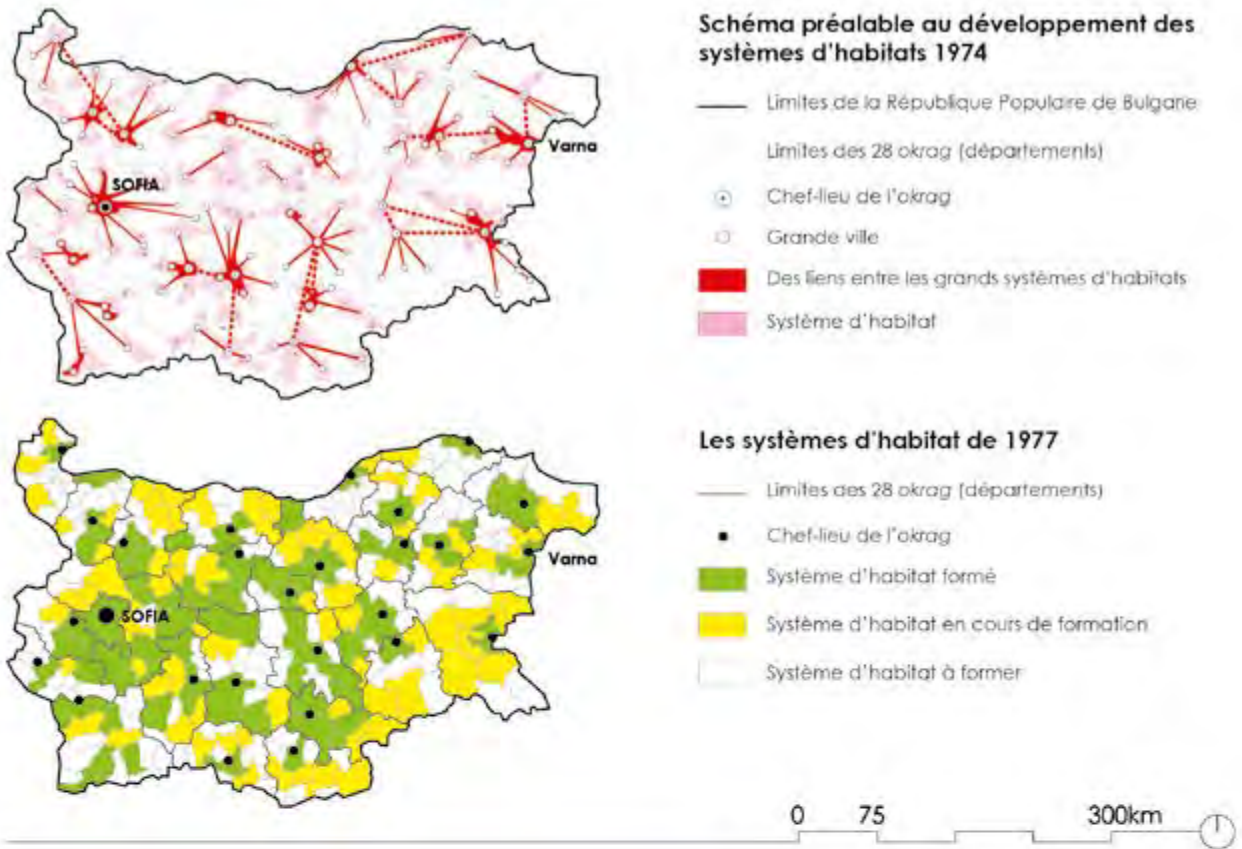 Schéma préalable au développement des
systèmes d'habitats 1974
Limites de la République Populaire de Bulgarie
Limites des 28 okrag (départements)
Chef-lieu de l'okrag
Grande ville
Des liens entre les grands systèmes d'habitats
Système d'habitat
SOFIA
Varna
Les systèmes d'habitat de 1977
Limites des 28 okrag (départements)
Chef-lieu de l'okrag
Système d'habitat formé
Système d'habitat en cours de formation
Système d'habitat à former
SOFIA
Varna
0 75 300km